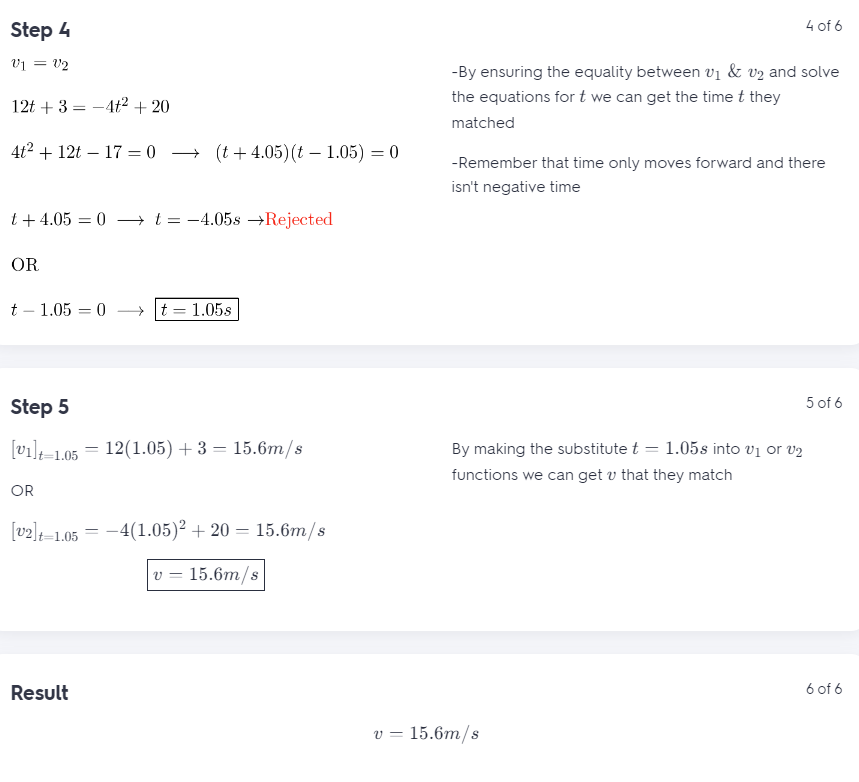 Step 4
4 of 6
v₁ = v₂
12t + 3 = −4t² + 20
4t² + 12t − 17 = 0 ⟶ (t + 4.05)(t − 1.05) = 0
t + 4.05 = 0 ⟶ t = −4.05s →Rejected
OR
t − 1.05 = 0 ⟶ t = 1.05s
-By ensuring the equality between v₁ & v₂ and solve
the equations for t we can get the time t they
matched
-Remember that time only moves forward and there
isn't negative time
Step 5
5 of 6
[v₁]ₜ₌₁.₀₅ = 12(1.05) + 3 = 15.6m/s
OR
[v₂]ₜ₌₁.₀₅ = −4(1.05)² + 20 = 15.6m/s
v = 15.6m/s
By making the substitute t = 1.05s into v₁ or v₂
functions we can get v that they match
Result
6 of 6
v = 15.6m/s